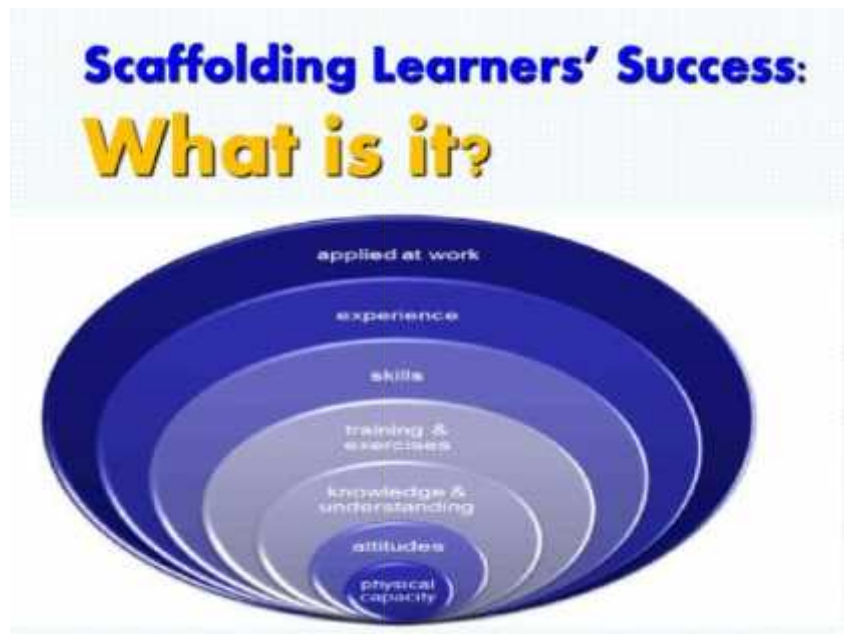 Scaffolding Learners' Success:
What is it?
applied at work
experience
skills
training &
exercises
knowledge &
understanding
attitudes
physical
capacity